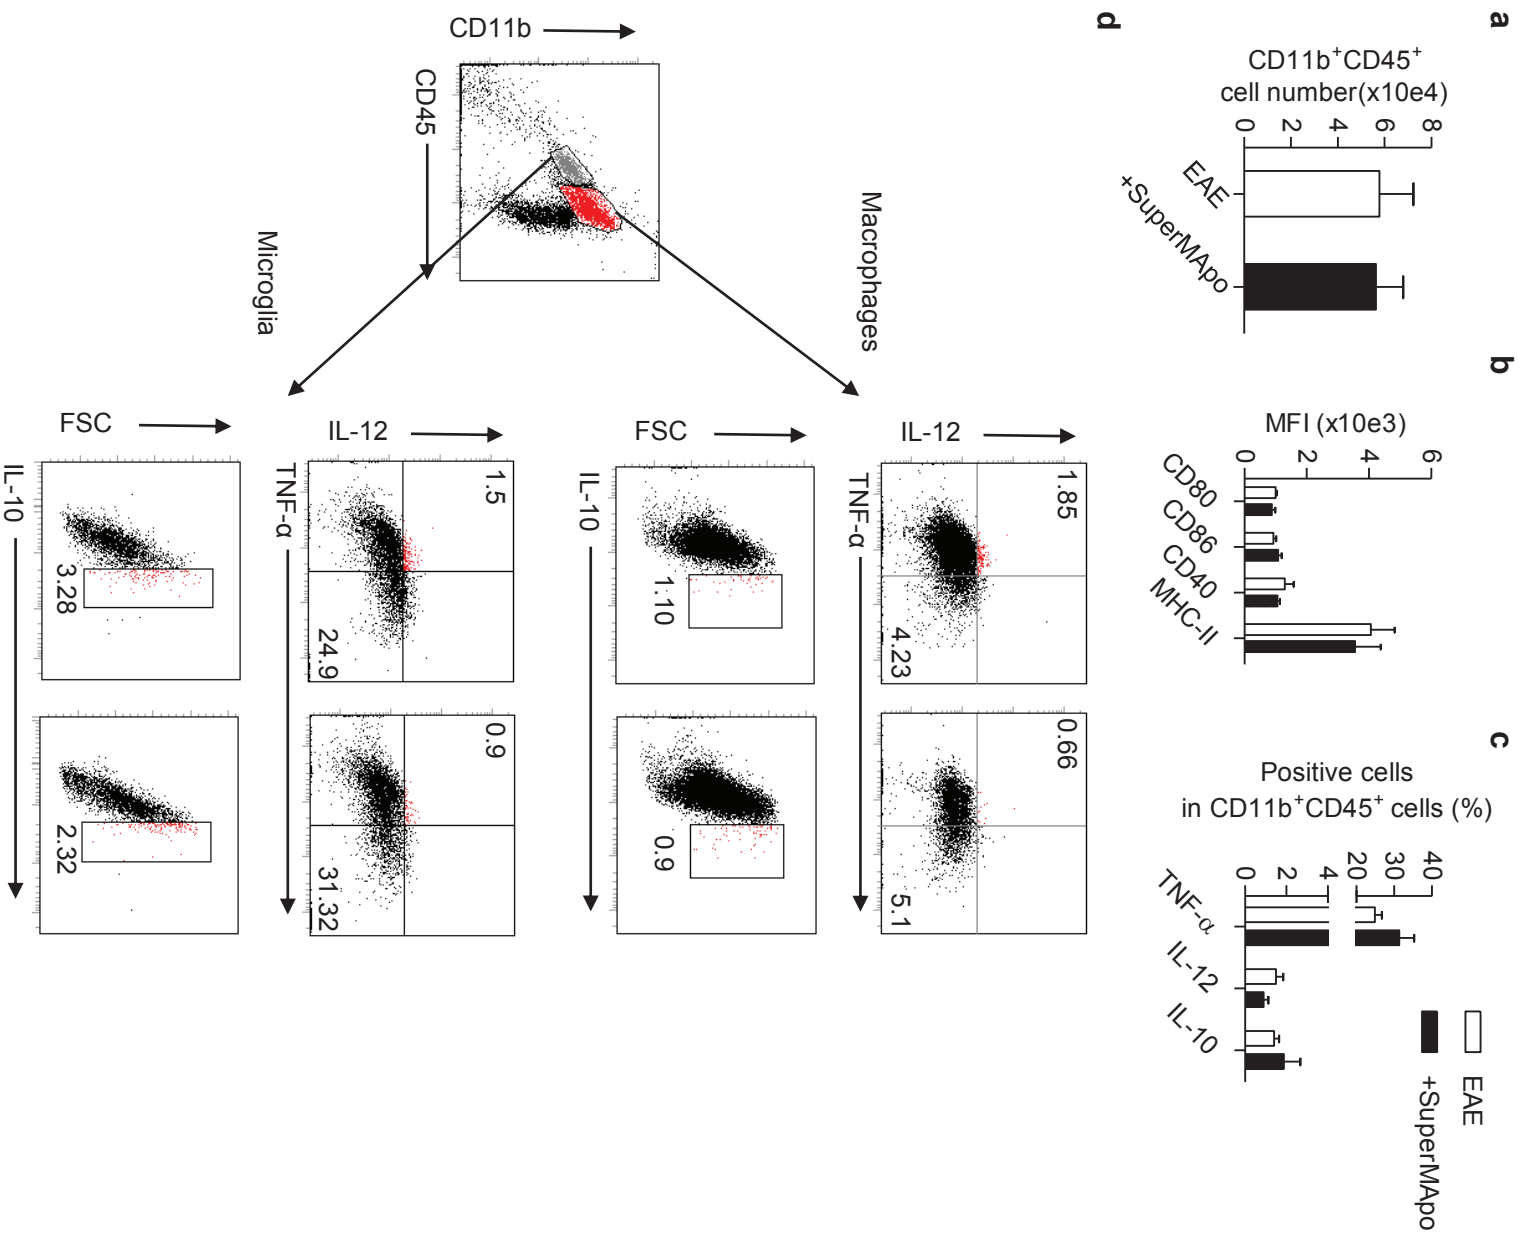 a
CD11b⁺CD45⁺
cell number(x10e4)
0
2
4
6
8
EAE
+SuperMApo
b
MFI (x10e3)
0
2
4
6
CD80
CD86
CD40
MHC-II
c
Positive cells
in CD11b⁺CD45⁺ cells (%)
0
2
4
20
30
40
TNF-α
IL-12
IL-10
EAE
+SuperMApo
d
CD11b
CD45
Macrophages
Microglia
IL-12
TNF-α
1.85
4.23
0.66
5.1
FSC
IL-10
1.10
0.9
IL-12
TNF-α
1.5
24.9
0.9
31.32
FSC
IL-10
3.28
2.32